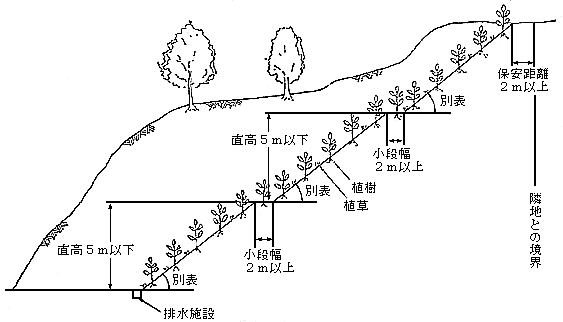 保安距離
２ｍ以上
別表
直高５ｍ以下
小段幅
２ｍ以上
植樹
別表
植草
隣地との境界
直高５ｍ以下
小段幅
２ｍ以上
別表
排水施設